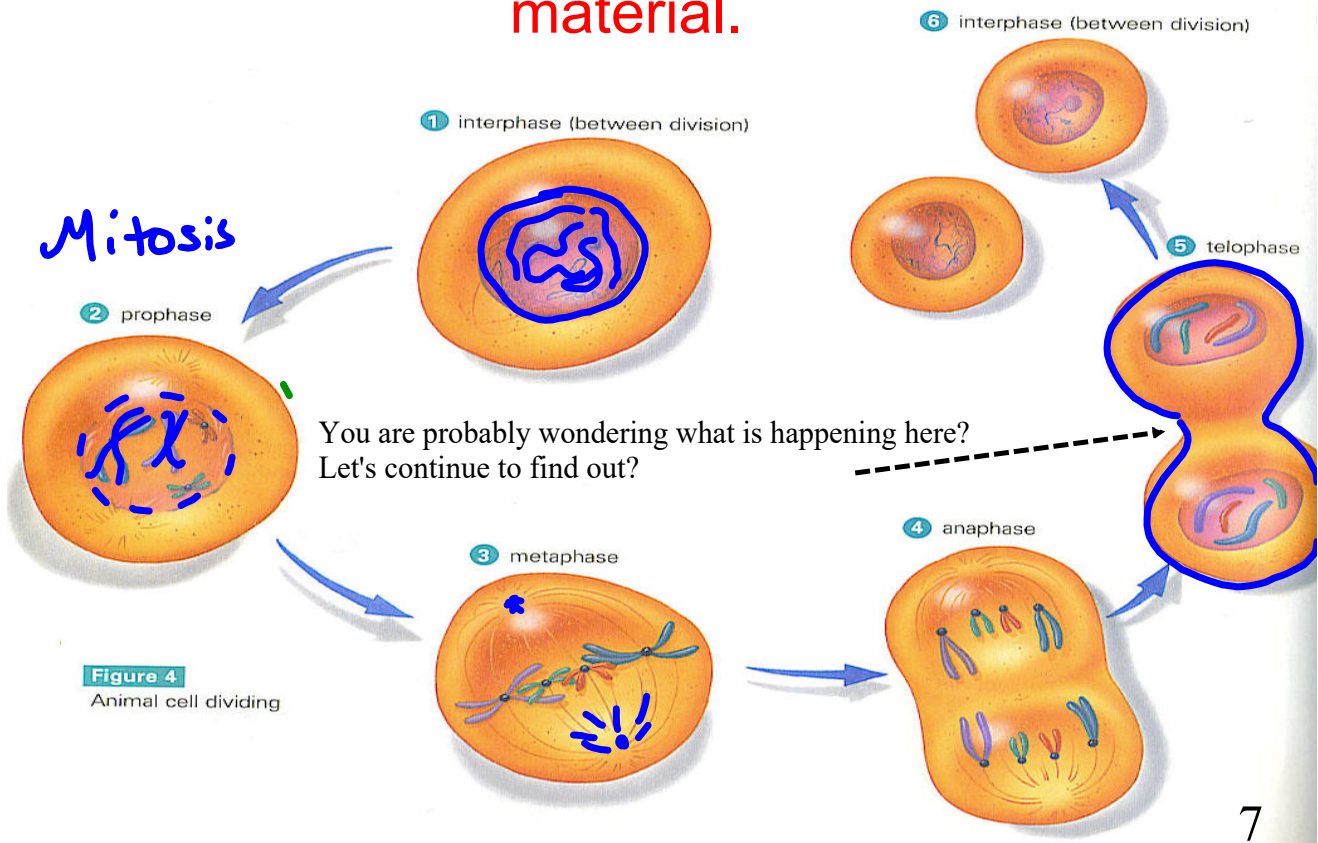 material.
6 interphase (between division)
1 interphase (between division)
Mitosis
5 telophase
2 prophase
You are probably wondering what is happening here?
Let's continue to find out?
4 anaphase
3 metaphase
Figure 4
Animal cell dividing
7